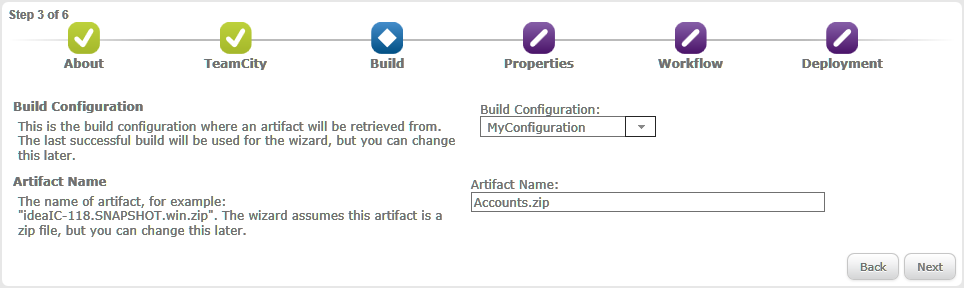 Step 3 of 6
About TeamCity Build Properties Workflow Deployment
Build Configuration
This is the build configuration where an artifact will be retrieved from.
The last successful build will be used for the wizard, but you can change
this later.
Build Configuration:
MyConfiguration
Artifact Name
The name of artifact, for example:
"ideaIC-118.SNAPSHOT.win.zip". The wizard assumes this artifact is a
zip file, but you can change this later.
Artifact Name:
Accounts.zip
Back Next